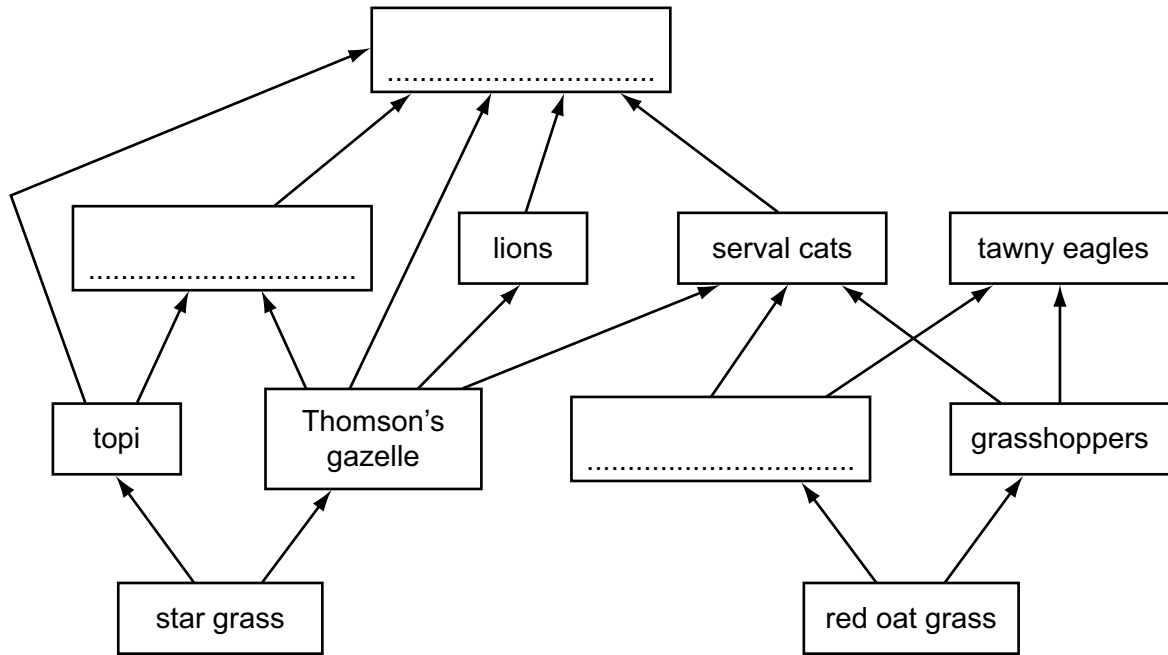 lions
serval cats
tawny eagles
topi
Thomson's
gazelle
grasshoppers
star grass
red oat grass